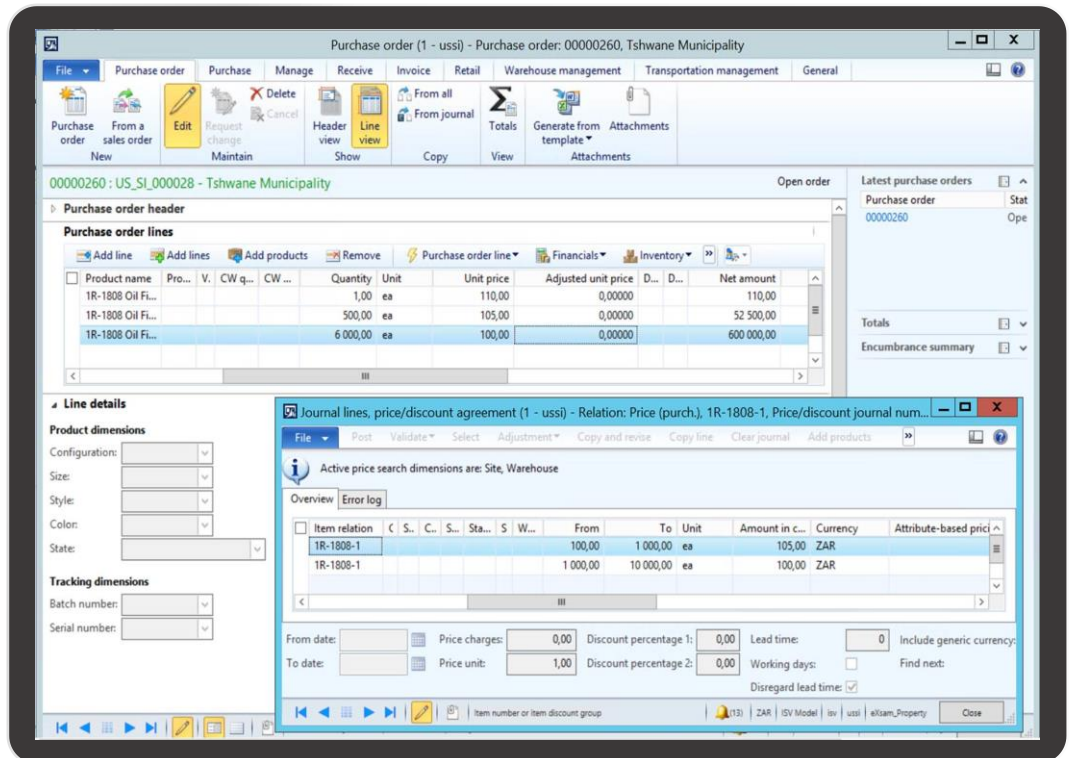 Purchase order (1 - ussi) - Purchase order: 00000260, Tshwane Municipality
File Purchase order Purchase Manage Receive Invoice Retail Warehouse management Transportation management General
Purchase order From a sales order Edit Request change Delete Cancel Header view Line view From all From journal Totals Generate from template Attachments
New Maintain Show Copy View Attachments
00000260 : US_SI_000028 - Tshwane Municipality Open order
Purchase order header
Purchase order lines
Add line Add lines Add products Remove Purchase order line Financials Inventory »
Product name Pro... V. CW q... CW ... Quantity Unit Unit price Adjusted unit price D... D... Net amount
1R-1808 Oil Fi... 1,00 ea 110,00 0,00000 110,00
1R-1808 Oil Fi... 500,00 ea 105,00 0,00000 52 500,00
1R-1808 Oil Fi... 6 000,00 ea 100,00 0,00000 600 000,00
Latest purchase orders
Purchase order Stat
00000260 Ope
Totals
Encumbrance summary
Line details
Product dimensions
Configuration:
Size:
Style:
Color:
State:
Tracking dimensions
Batch number:
Serial number:
Journal lines, price/discount agreement (1 - ussi) - Relation: Price (purch.), 1R-1808-1, Price/discount journal num...
File Post Validate Select Adjustment Copy and revise Copy line Clear journal Add products »
Active price search dimensions are: Site, Warehouse
Overview Error log
Item relation C S.. C... S... Sta... S W... From To Unit Amount in c... Currency Attribute-based prici
1R-1808-1 100,00 1 000,00 ea 105,00 ZAR
1R-1808-1 1 000,00 10 000,00 ea 100,00 ZAR
From date: Price charges: 0,00 Discount percentage 1: 0,00 Lead time: 0 Include generic currency:
To date: Price unit: 1,00 Discount percentage 2: 0,00 Working days: Find next:
Disregard lead time:
Item number or item discount group (13) ZAR ISV Model isv ussi eXsam_Property Close